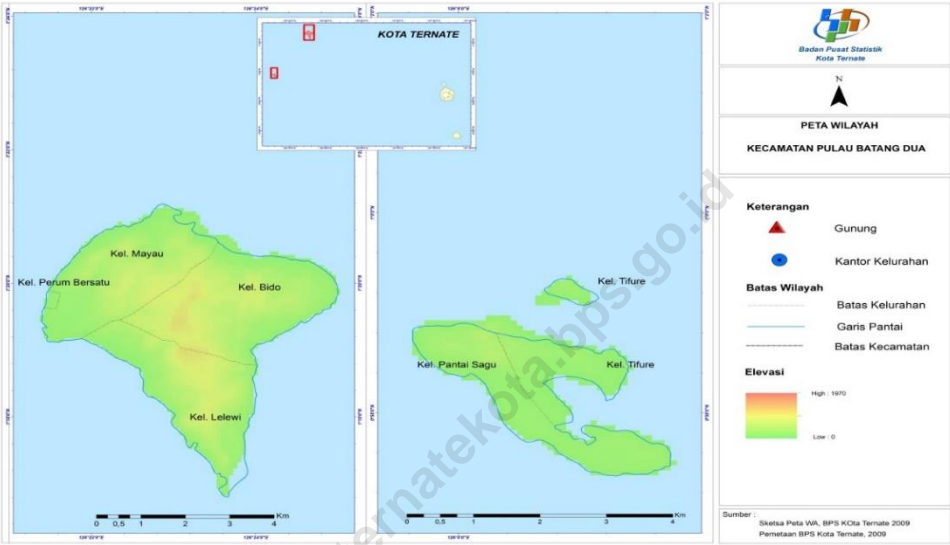 KOTA TERNATE
Kel. Mayau
Kel. Perum Bersatu
Kel. Bido
Kel. Lelewi
0 0,5 1 2 3 4 Km
Kel. Tifure
Kel. Pantai Sagu
Kel. Tifure
0 0,5 1 2 3 4 Km
Badan Pusat Statistik
Kota Ternate
N
PETA WILAYAH
KECAMATAN PULAU BATANG DUA
Keterangan
Gunung
Kantor Kelurahan
Batas Wilayah
Batas Kelurahan
Garis Pantai
Batas Kecamatan
Elevasi
High : 1970
Low : 0
Sumber :
Sketsa Peta WA, BPS KOta Ternate 2009
Pemetaan BPS Kota Ternate, 2009
ternatekota.bps.go.id